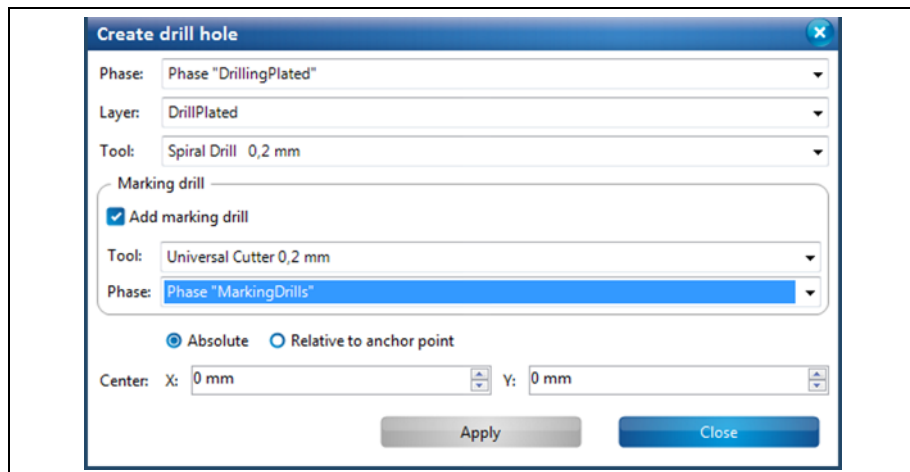 Create drill hole
Phase: Phase "DrillingPlated"
Layer: DrillPlated
Tool: Spiral Drill 0,2 mm
Marking drill
Add marking drill
Tool: Universal Cutter 0,2 mm
Phase: Phase "MarkingDrills"
Absolute Relative to anchor point
Center: X: 0 mm Y: 0 mm
Apply Close